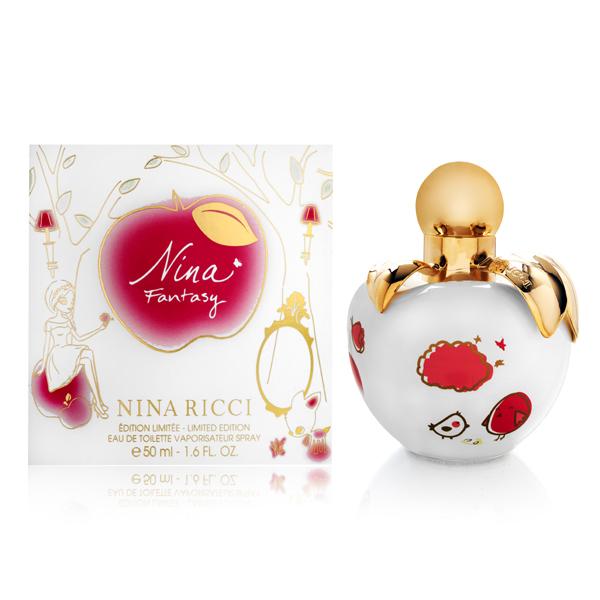 Nina
Fantasy
NINA RICCI
ÉDITION LIMITÉE - LIMITED EDITION
EAU DE TOILETTE VAPORISATEUR SPRAY
e 50 ml - 1.6 FL. OZ.